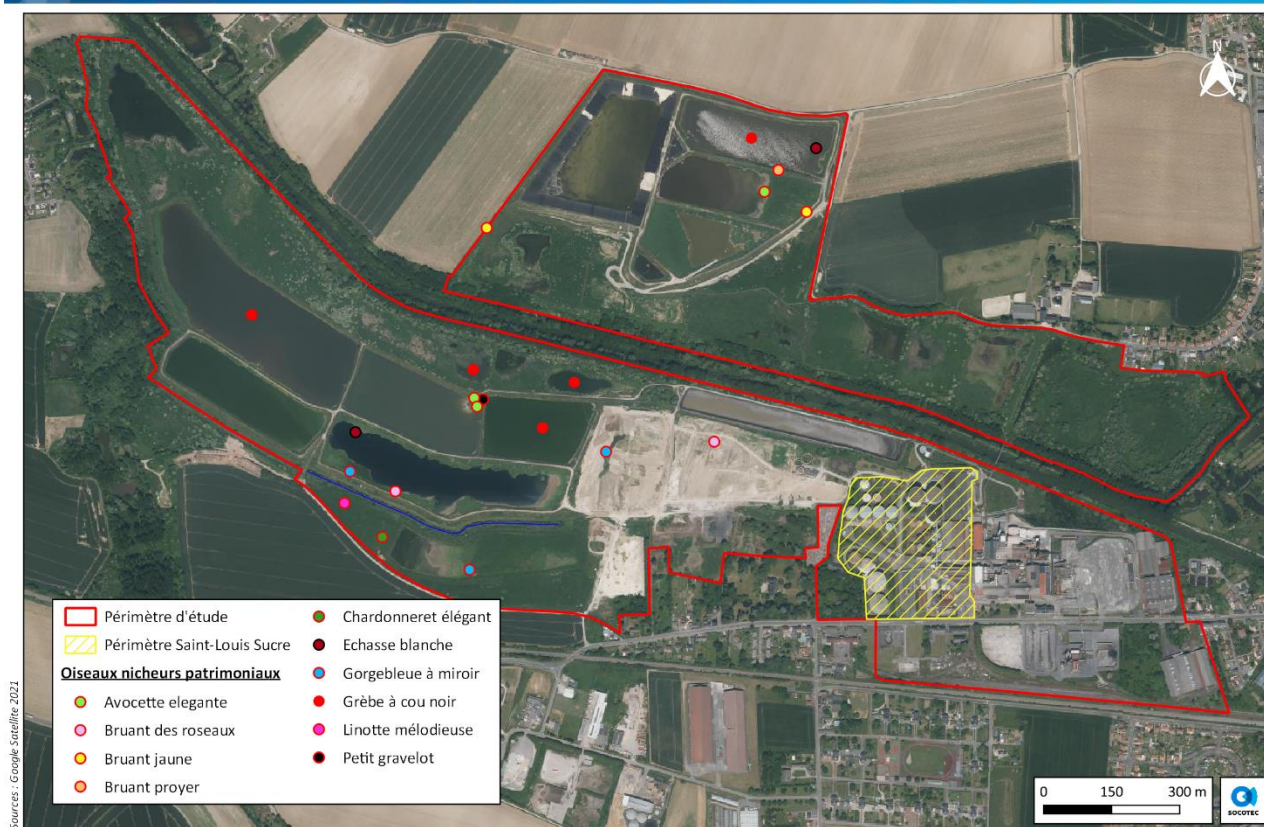 N
Périmètre d'étude
Périmètre Saint-Louis Sucre
Oiseaux nicheurs patrimoniaux
Avocette elegante
Bruant des roseaux
Bruant jaune
Bruant proyer
Chardonneret élégant
Echasse blanche
Gorgebleue à miroir
Grèbe à cou noir
Linotte mélodieuse
Petit gravelot
0 150 300 m
SOCOTEC
Sources : Google Satellite 2021